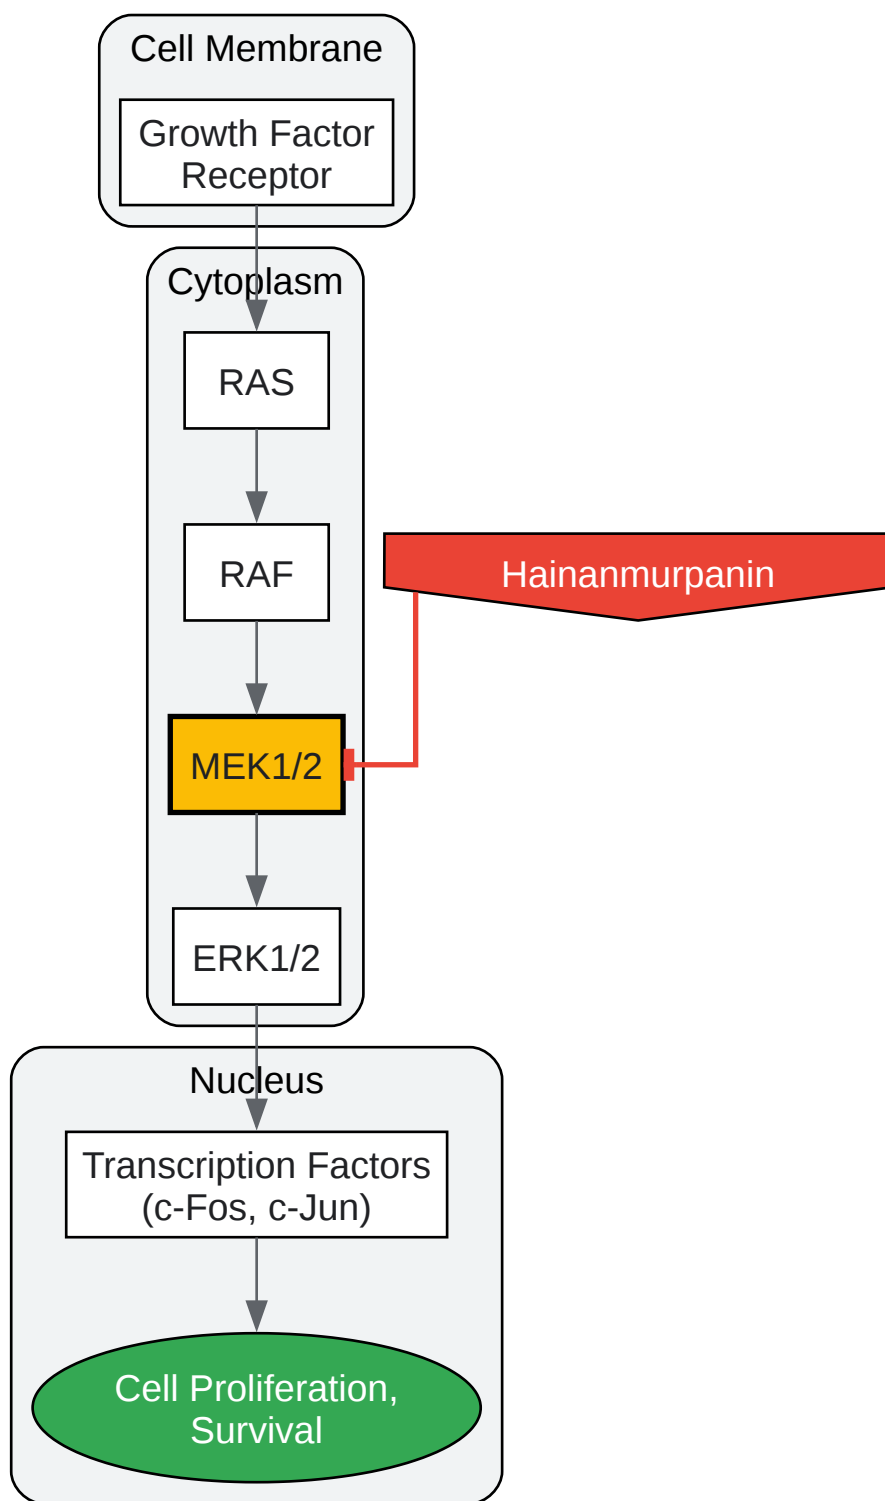 Cell Membrane
Growth Factor
Receptor
Cytoplasm
RAS
RAF
Hainanmurpanin
MEK1/2
ERK1/2
Nucleus
Transcription Factors
(c-Fos, c-Jun)
Cell Proliferation,
Survival